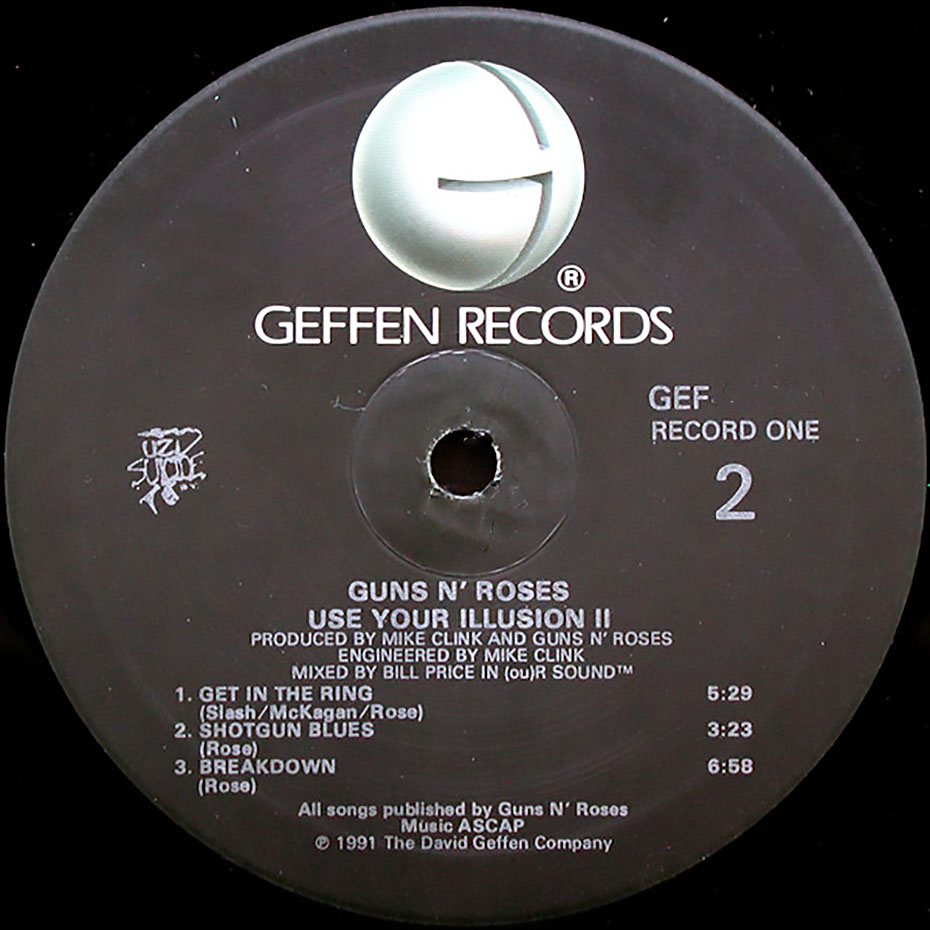 ®
GEFFEN RECORDS
GEF
RECORD ONE
UZI
SUICIDE
2
GUNS N' ROSES
USE YOUR ILLUSION II
PRODUCED BY MIKE CLINK AND GUNS N' ROSES
ENGINEERED BY MIKE CLINK
MIXED BY BILL PRICE IN (ou)R SOUND™
1. GET IN THE RING 5:29
(Slash/McKagan/Rose)
2. SHOTGUN BLUES 3:23
(Rose)
3. BREAKDOWN 6:58
(Rose)
All songs published by Guns N' Roses
Music ASCAP
℗ 1991 The David Geffen Company